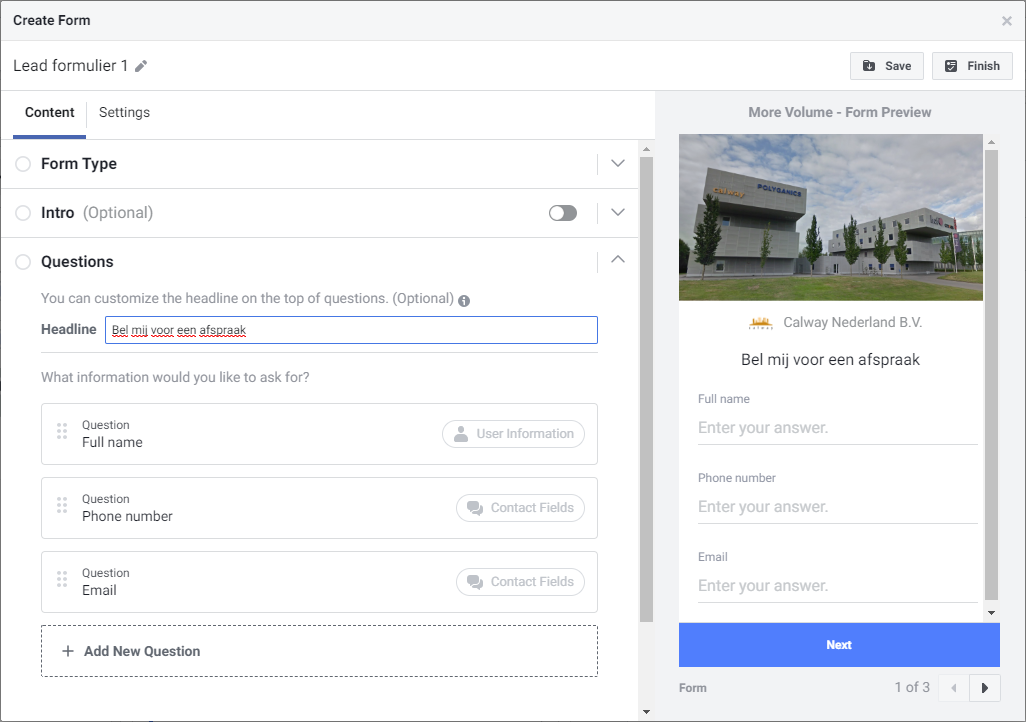 Create Form
Lead formulier 1
Save
Finish
Content
Settings
Form Type
Intro (Optional)
Questions
You can customize the headline on the top of questions. (Optional)
Headline
Bel mij voor een afspraak
What information would you like to ask for?
Question
Full name
User Information
Question
Phone number
Contact Fields
Question
Email
Contact Fields
+ Add New Question
More Volume - Form Preview
Calway
POLYGANICS
Calway Nederland B.V.
Bel mij voor een afspraak
Full name
Enter your answer.
Phone number
Enter your answer.
Email
Enter your answer.
Next
Form
1 of 3